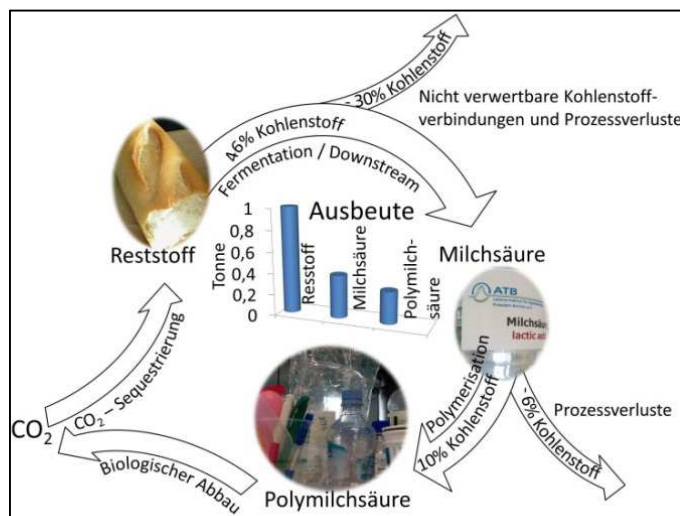 - 30% Kohlenstoff
Nicht verwertbare Kohlenstoff-
verbindungen und Prozessverluste
46% Kohlenstoff
Fermentation / Downstream
Reststoff
Ausbeute
Tonne
1
0,8
0,6
0,4
0,2
0
Resstoff
Milchsäure
Polymilch-
säure
Milchsäure
ATB
Milchsäu
lactic aci
Polymerisation
10% Kohlenstoff
- 6% Kohlenstoff
Prozessverluste
Polymilchsäure
Biologischer Abbau
CO₂
CO₂ – Sequestrierung